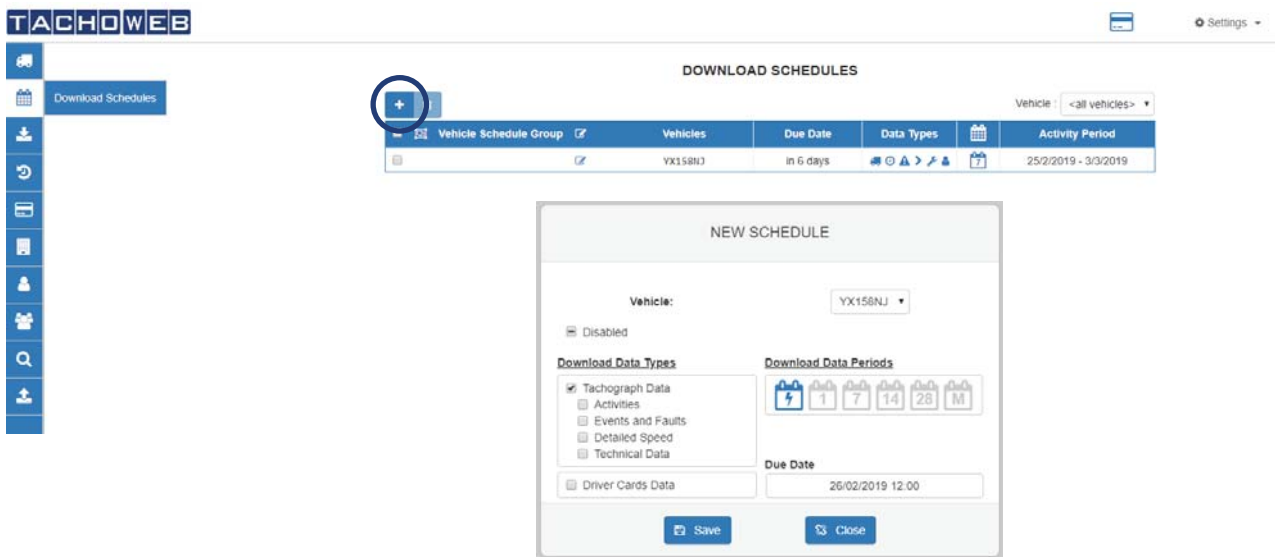 TACHOWEB
Settings
DOWNLOAD SCHEDULES
Download Schedules
+
Vehicle : <all vehicles>
Vehicle Schedule Group Vehicles Due Date Data Types Activity Period
YX158NJ in 6 days 7 25/2/2019 - 3/3/2019
NEW SCHEDULE
Vehicle: YX158NJ
Disabled
Download Data Types Download Data Periods
Tachograph Data
1 7 14 28 M
Activities
Events and Faults
Detailed Speed
Technical Data
Due Date
Driver Cards Data 26/02/2019 12:00
Save Close